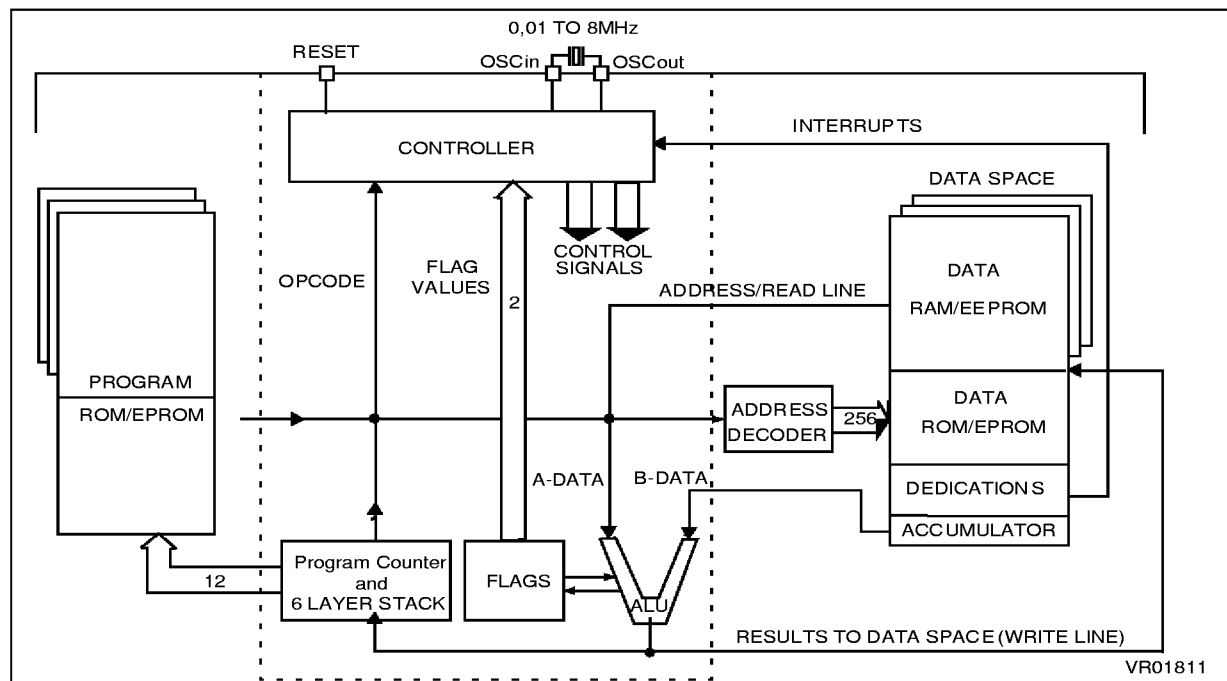 0,01 TO 8MHz
RESET
OSCin
OSCout
INTERRUPTS
CONTROLLER
DATA SPACE
CONTROL
SIGNALS
FLAG
VALUES
OPCODE
2
ADDRESS/READ LINE
DATA
RAM/EEPROM
PROGRAM
ROM/EPROM
ADDRESS
DECODER
256
DATA
ROM/EPROM
A-DATA
B-DATA
DEDICATIONS
ACCUMULATOR
12
Program Counter
and
6 LAYER STACK
FLAGS
ALU
RESULTS TO DATA SPACE (WRITE LINE)
VR01811